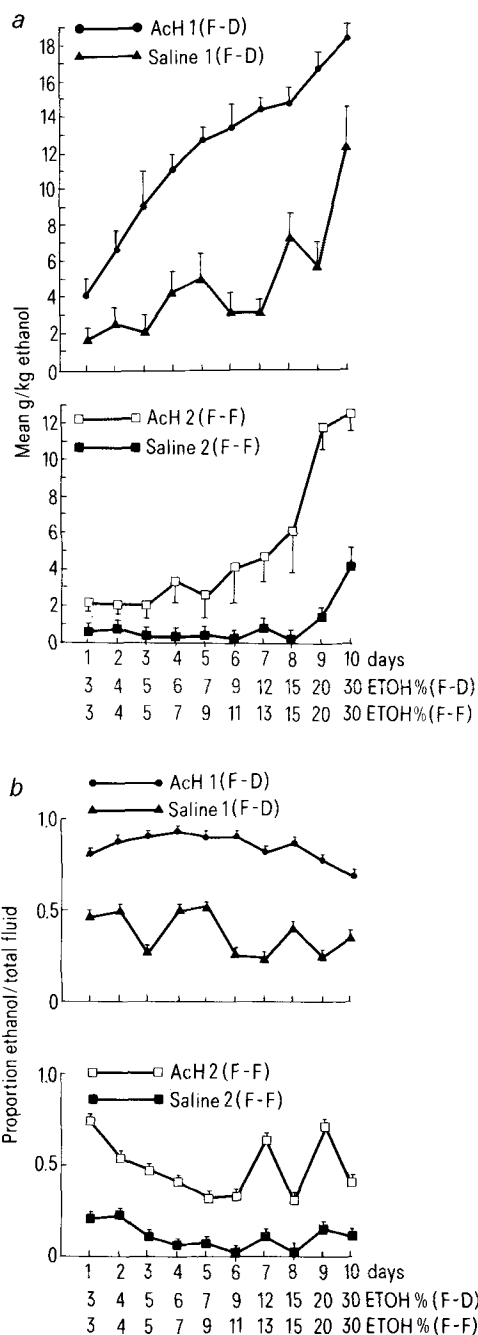 a
AcH 1(F-D)
Saline 1(F-D)
18
16
14
12
10
8
6
4
2
0
Mean g/kg ethanol
AcH 2(F-F)
Saline 2(F-F)
12
10
8
6
4
2
0
1 2 3 4 5 6 7 8 9 10 days
3 4 5 6 7 9 12 15 20 30 ETOH%(F-D)
3 4 5 7 9 11 13 15 20 30 ETOH%(F-F)
b
AcH 1(F-D)
Saline 1(F-D)
1.0
0.5
0
Proportion ethanol/total fluid
AcH 2(F-F)
Saline 2(F-F)
1.0
0.5
0
1 2 3 4 5 6 7 8 9 10 days
3 4 5 6 7 9 12 15 20 30 ETOH%(F-D)
3 4 5 7 9 11 13 15 20 30 ETOH%(F-F)